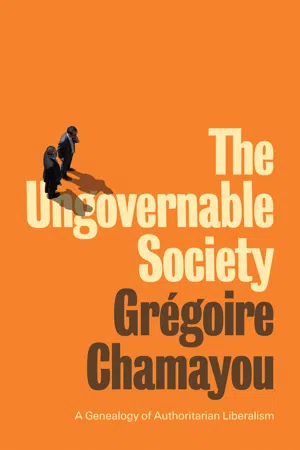 The
Ungovernable
Society
Grégoire
Chamayou
A Genealogy of Authoritarian Liberalism